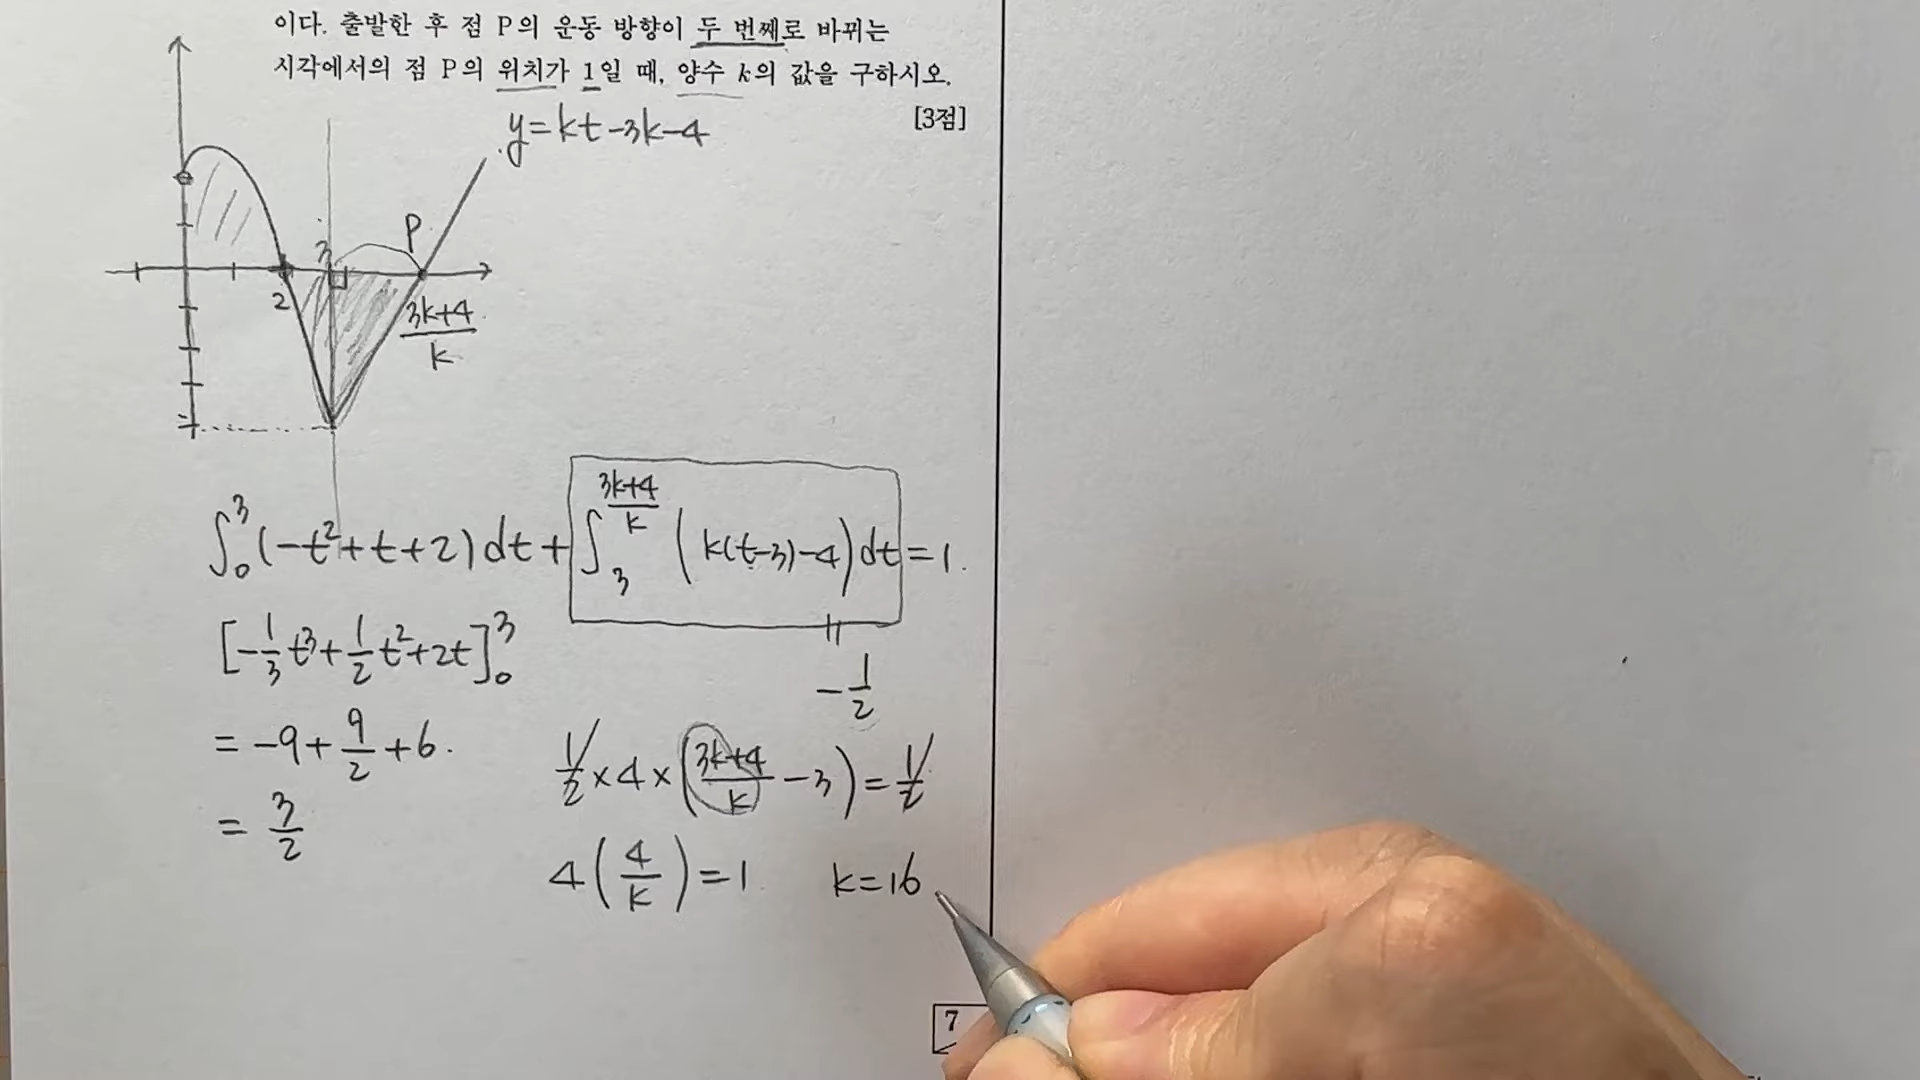 이다. 출발한 후 점 P의 운동 방향이 두 번째로 바뀌는
시각에서의 점 P의 위치가 1일 때, 양수 k의 값을 구하시오.
[3점]
y=kt-3k-4
P
3
2
(3k+4)/k
∫₀³(-t²+t+2)dt+∫₃^((3k+4)/k)(k(t-3)-4)dt=1.
[-1/3t³+1/2t²+2t]₀³
-1/2
=-9+9/2+6.
1/2×4×((3k+4)/k-3)=1/2
=3/2
4(4/k)=1. k=16
7